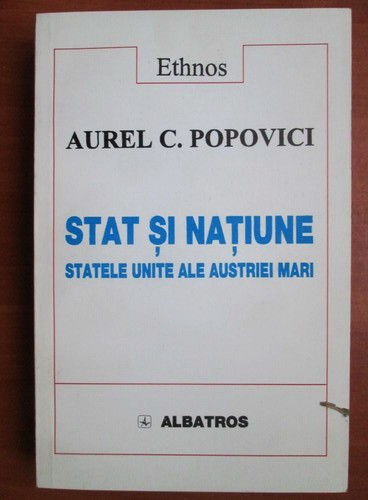 Ethnos
AUREL C. POPOVICI
STAT ȘI NAȚIUNE
STATELE UNITE ALE AUSTRIEI MARI
ALBATROS